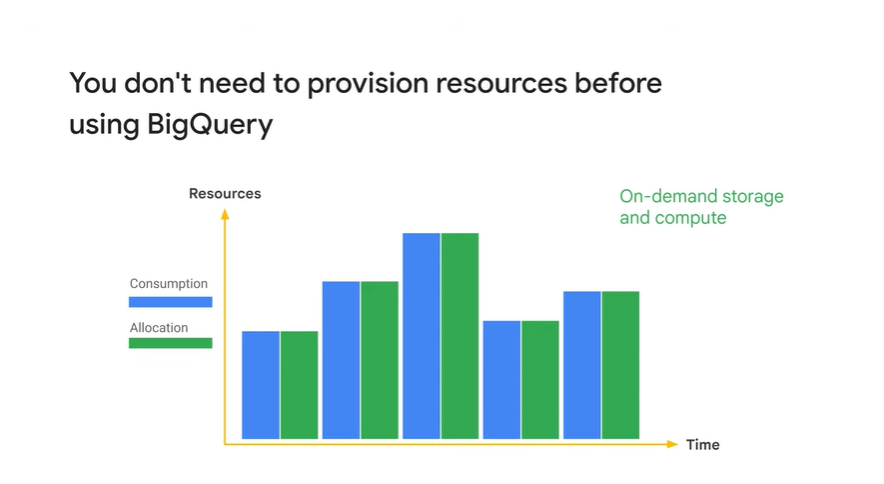 You don't need to provision resources before
using BigQuery
Resources
On-demand storage
and compute
Consumption
Allocation
Time